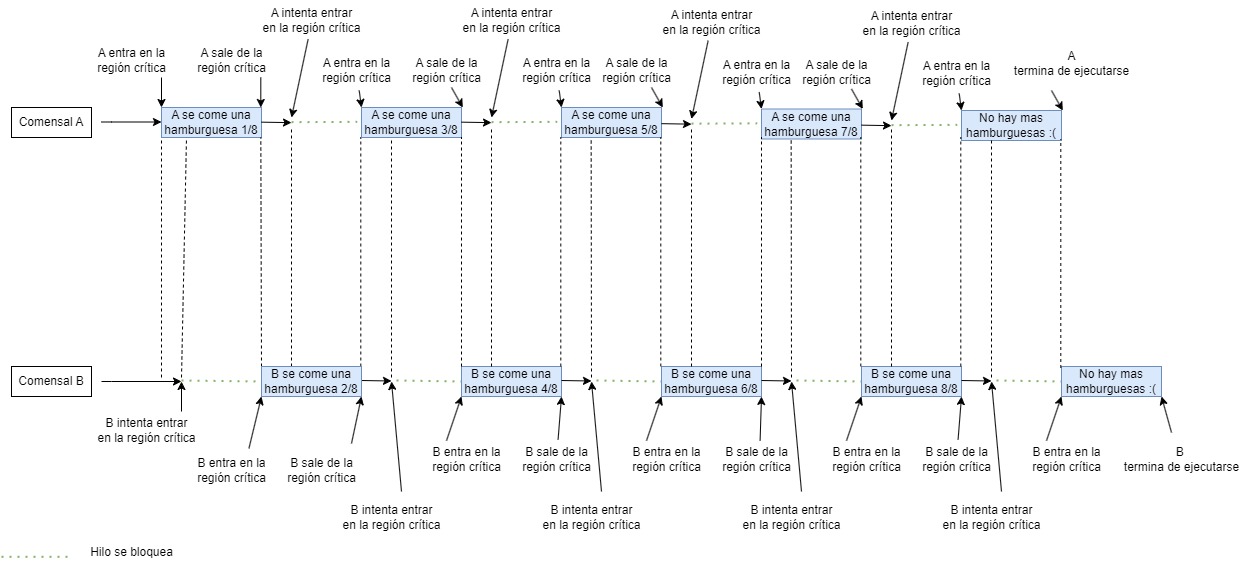 A intenta entrar
en la región crítica
A intenta entrar
en la región crítica
A intenta entrar
en la región crítica
A intenta entrar
en la región crítica
A entra en la
región crítica
A sale de la
región crítica
A entra en la
región crítica
A sale de la
región crítica
A entra en la
región crítica
A sale de la
región crítica
A entra en la
región crítica
A sale de la
región crítica
A entra en la
región crítica
A
termina de ejecutarse
Comensal A
A se come una
hamburguesa 1/8
A se come una
hamburguesa 3/8
A se come una
hamburguesa 5/8
A se come una
hamburguesa 7/8
No hay mas
hamburguesas :(
Comensal B
B se come una
hamburguesa 2/8
B se come una
hamburguesa 4/8
B se come una
hamburguesa 6/8
B se come una
hamburguesa 8/8
No hay mas
hamburguesas :(
B intenta entrar
en la región crítica
B entra en la
región crítica
B sale de la
región crítica
B entra en la
región crítica
B sale de la
región crítica
B entra en la
región crítica
B sale de la
región crítica
B entra en la
región crítica
B sale de la
región crítica
B entra en la
región crítica
B
termina de ejecutarse
B intenta entrar
en la región crítica
B intenta entrar
en la región crítica
B intenta entrar
en la región crítica
B intenta entrar
en la región crítica
Hilo se bloquea